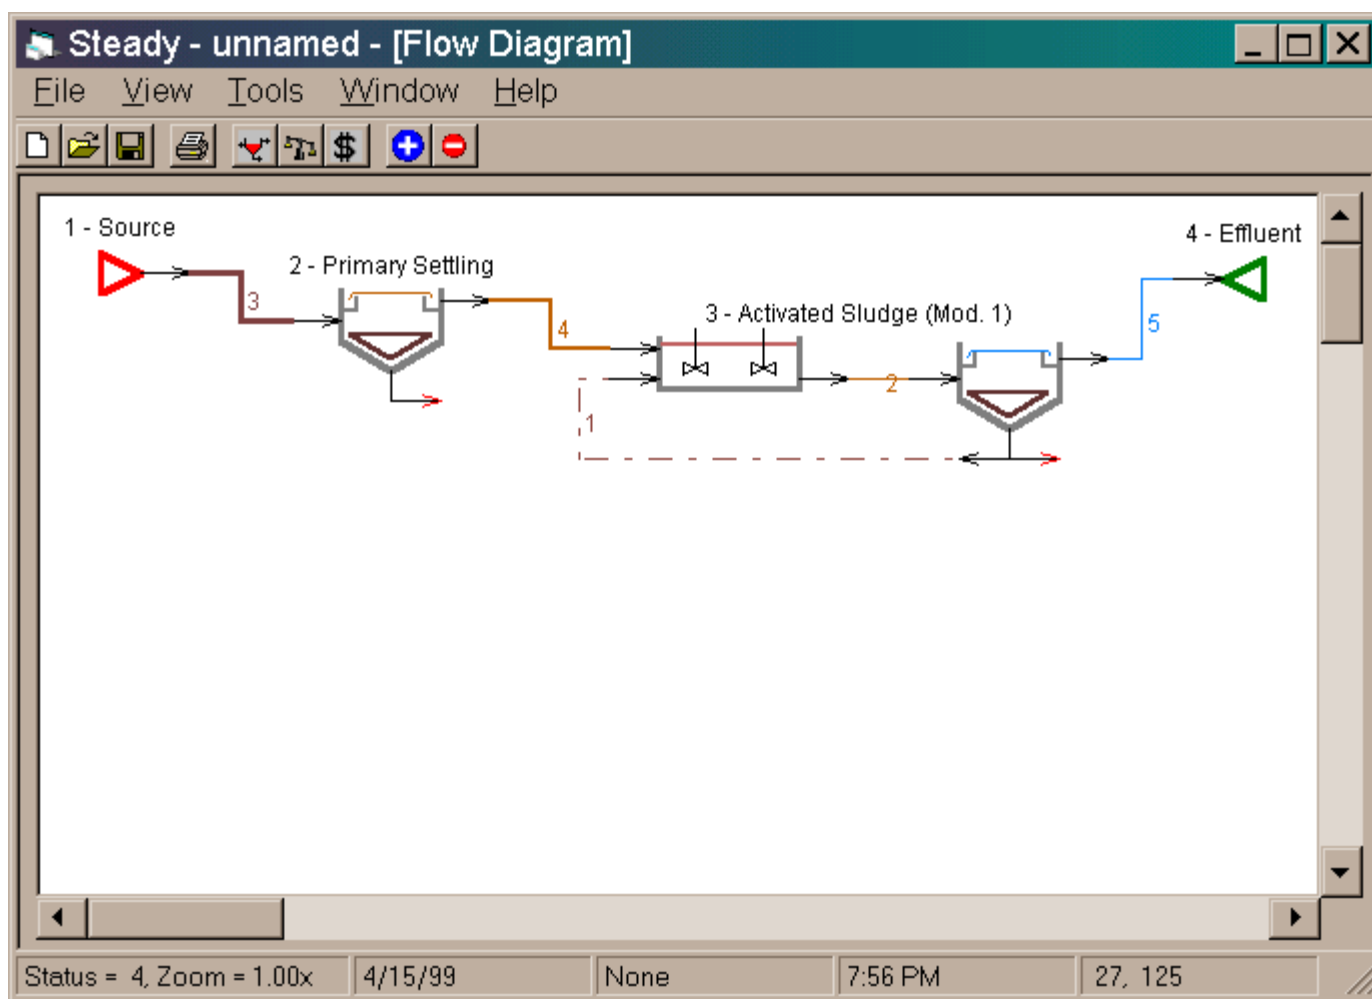 Steady - unnamed - [Flow Diagram]
File View Tools Window Help
$
1 - Source
4 - Effluent
2 - Primary Settling
3
4
3 - Activated Sludge (Mod. 1)
5
2
1
Status = 4, Zoom = 1.00x 4/15/99 None 7:56 PM 27, 125